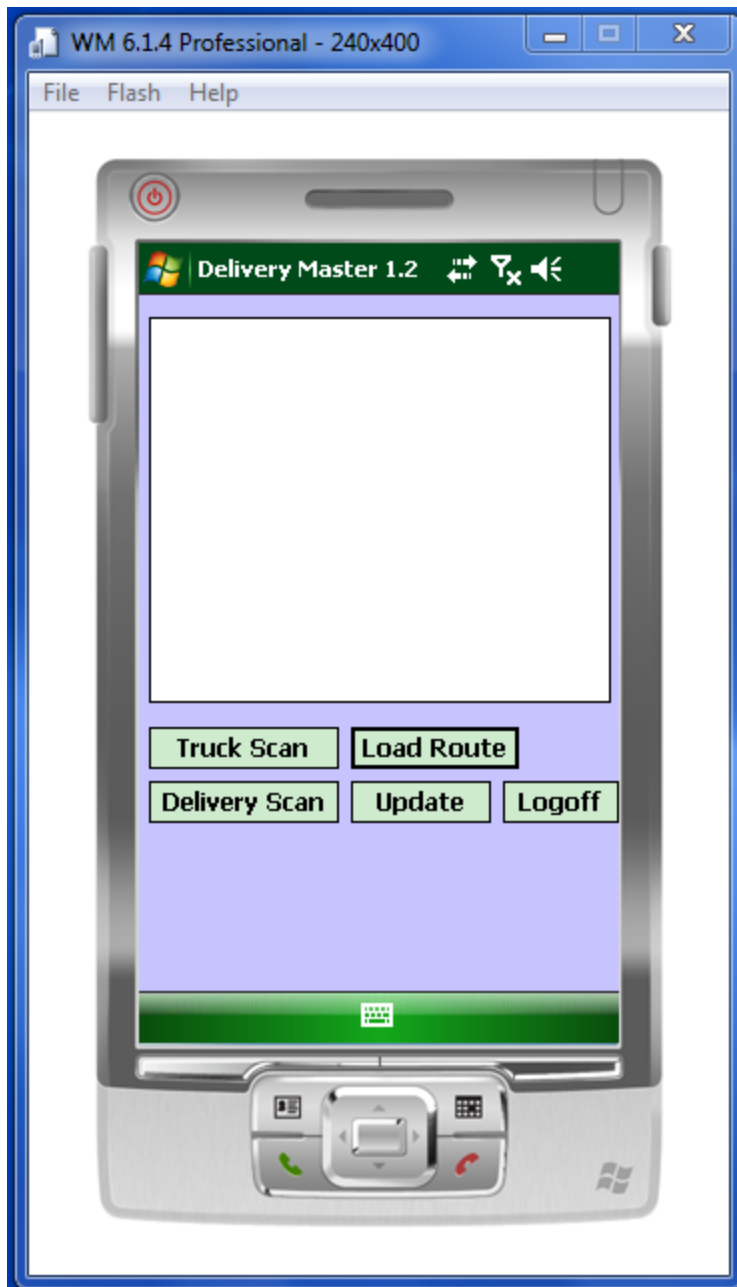 WM 6.1.4 Professional - 240x400
File Flash Help
Delivery Master 1.2
Truck Scan Load Route
Delivery Scan Update Logoff